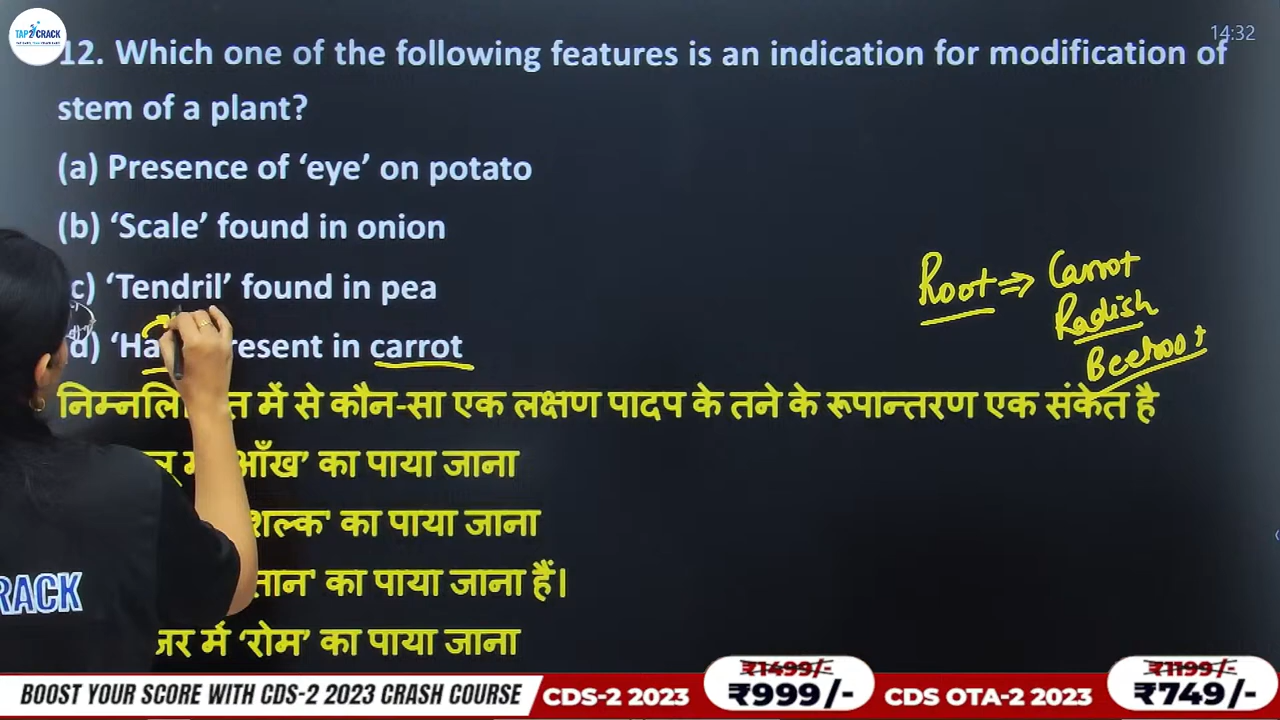 TAP2CRACK
14:32
12. Which one of the following features is an indication for modification of
stem of a plant?
(a) Presence of ‘eye’ on potato
(b) ‘Scale’ found in onion
c) ‘Tendril’ found in pea
d) ‘Ha resent in carrot
Root ⇒ Carrot
Radish
Beetroot
में से कौन-सा एक लक्षण पादप के तने के रूपान्तरण एक संकेत है
आँख’ का पाया जाना
शल्क' का पाया जाना
तान' का पाया जाना हैं।
जर में ‘रोम’ का पाया जाना
RACK
BOOST YOUR SCORE WITH CDS-2 2023 CRASH COURSE
CDS-2 2023
₹1499/-
₹999/-
CDS OTA-2 2023
₹1199/-
₹749/-